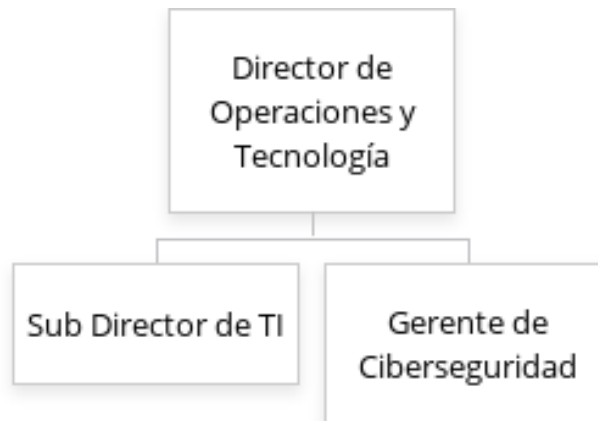 Director de
Operaciones y
Tecnología
Sub Director de TI
Gerente de
Ciberseguridad